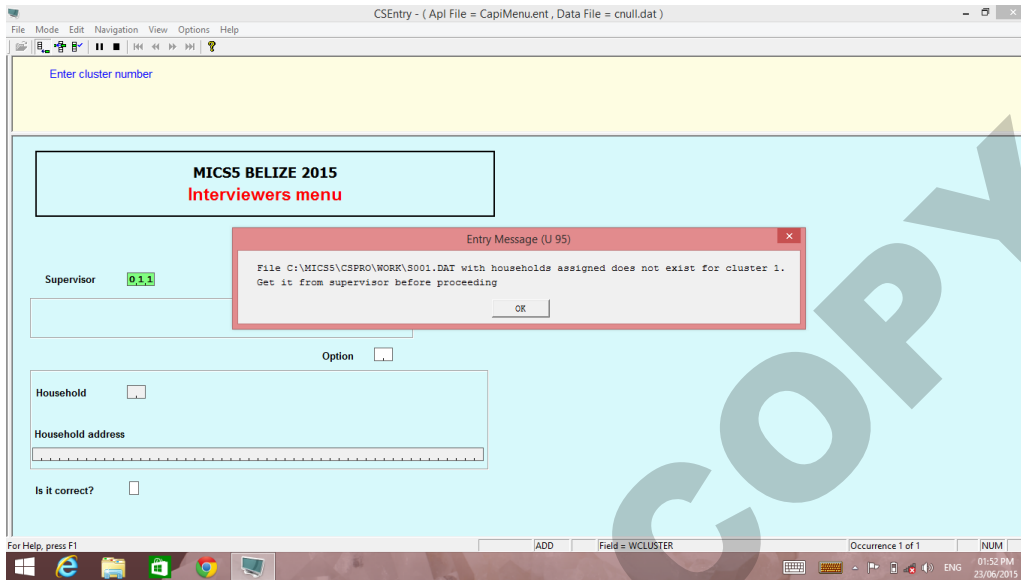 CSEntry - ( Apl File = CapiMenu.ent , Data File = cnull.dat )
File Mode Edit Navigation View Options Help
Enter cluster number
MICS5 BELIZE 2015
Interviewers menu
Entry Message (U 95)
File C:\MICS5\CSPRO\WORK\S001.DAT with households assigned does not exist for cluster 1.
Get it from supervisor before proceeding
OK
Supervisor 0,1,1
Option
Household
Household address
Is it correct?
COPY
For Help, press F1 ADD Field = WCLUSTER Occurrence 1 of 1 NUM
ENG 01:52 PM
23/06/2015